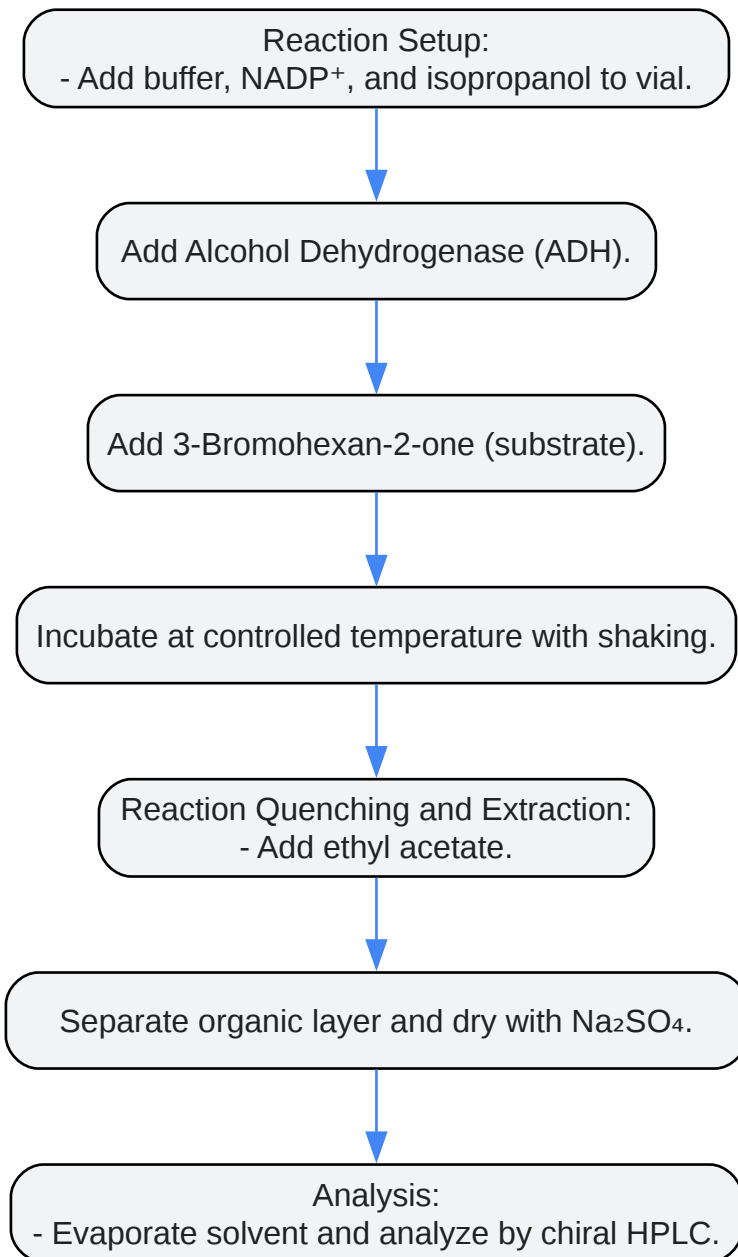 Reaction Setup:
- Add buffer, NADP⁺, and isopropanol to vial.
Add Alcohol Dehydrogenase (ADH).
Add 3-Bromohexan-2-one (substrate).
Incubate at controlled temperature with shaking.
Reaction Quenching and Extraction:
- Add ethyl acetate.
Separate organic layer and dry with Na₂SO₄.
Analysis:
- Evaporate solvent and analyze by chiral HPLC.